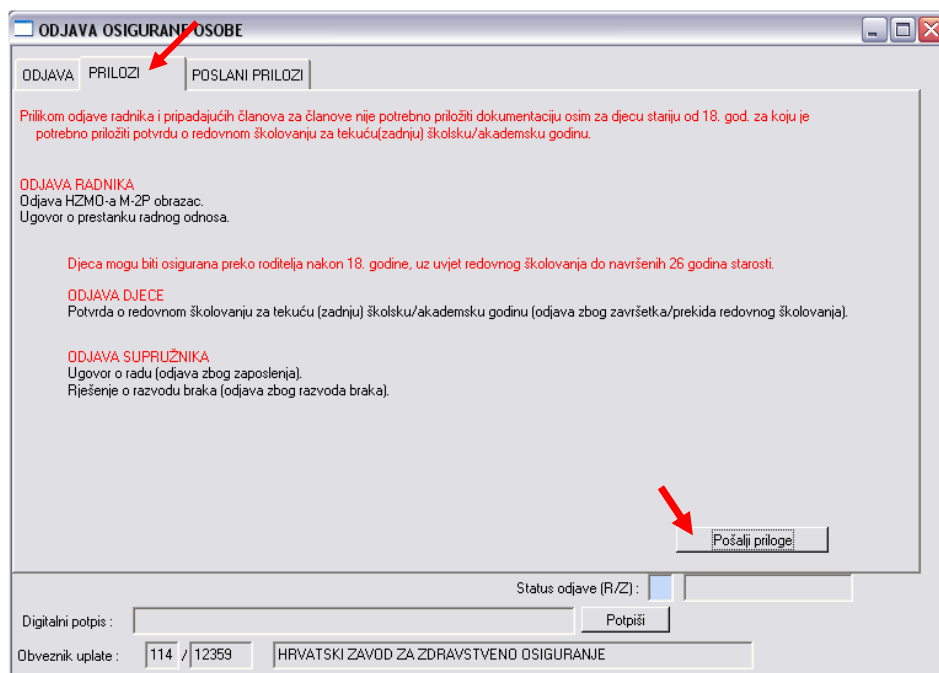 ODJAVA OSIGURANE OSOBE
ODJAVA PRILOZI POSLANI PRILOZI
Prilikom odjave radnika i pripadajućih članova za članove nije potrebno priložiti dokumentaciju osim za djecu stariju od 18. god. za koju je
potrebno priložiti potvrdu o redovnom školovanju za tekuću(zadnju) školsku/akademsku godinu.
ODJAVA RADNIKA
Odjava HZMO-a M-2P obrazac.
Ugovor o prestanku radnog odnosa.
Djeca mogu biti osigurana preko roditelja nakon 18. godine, uz uvjet redovnog školovanja do navršenih 26 godina starosti.
ODJAVA DJECE
Potvrda o redovnom školovanju za tekuću (zadnju) školsku/akademsku godinu (odjava zbog završetka/prekida redovnog školovanja).
ODJAVA SUPRUŽNIKA
Ugovor o radu (odjava zbog zaposlenja).
Rješenje o razvodu braka (odjava zbog razvoda braka).
Pošalji priloge
Status odjave (R/Z) :
Digitalni potpis : Potpiši
Obveznik uplate : 114 / 12359 HRVATSKI ZAVOD ZA ZDRAVSTVENO OSIGURANJE